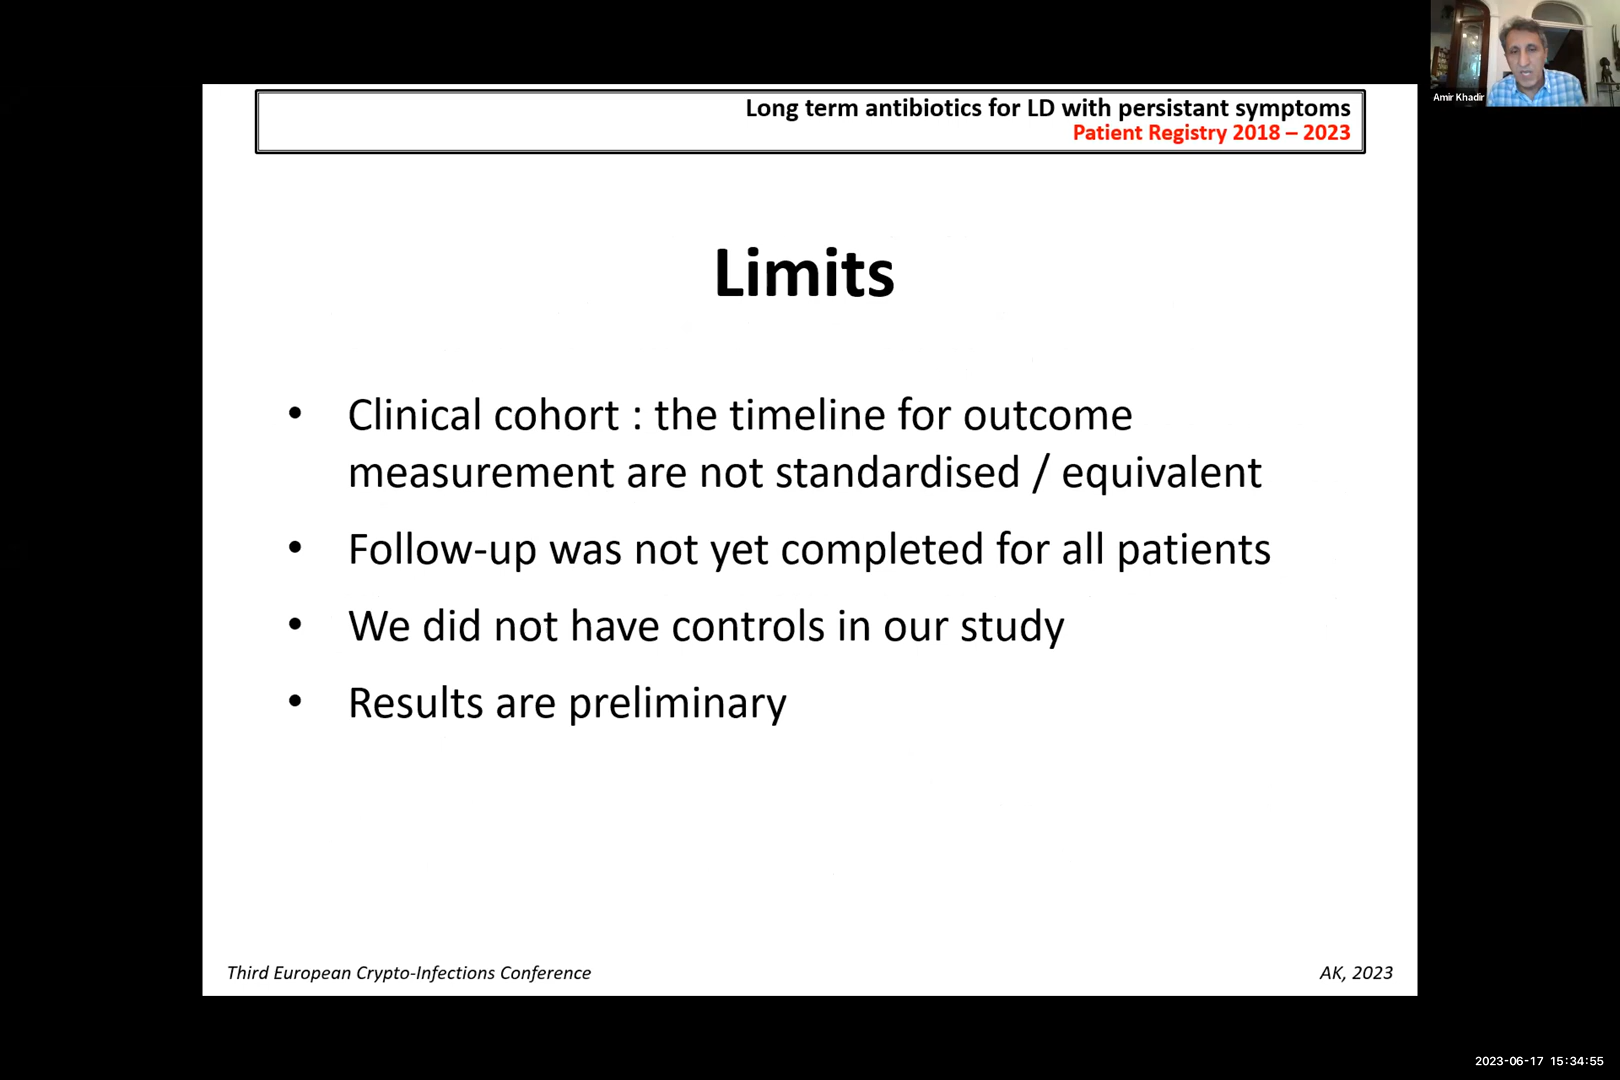 Amir Khadir
Long term antibiotics for LD with persistant symptoms
Patient Registry 2018 – 2023
Limits
• Clinical cohort : the timeline for outcome
measurement are not standardised / equivalent
• Follow-up was not yet completed for all patients
• We did not have controls in our study
• Results are preliminary
Third European Crypto-Infections Conference
AK, 2023
2023-06-17 15:34:55